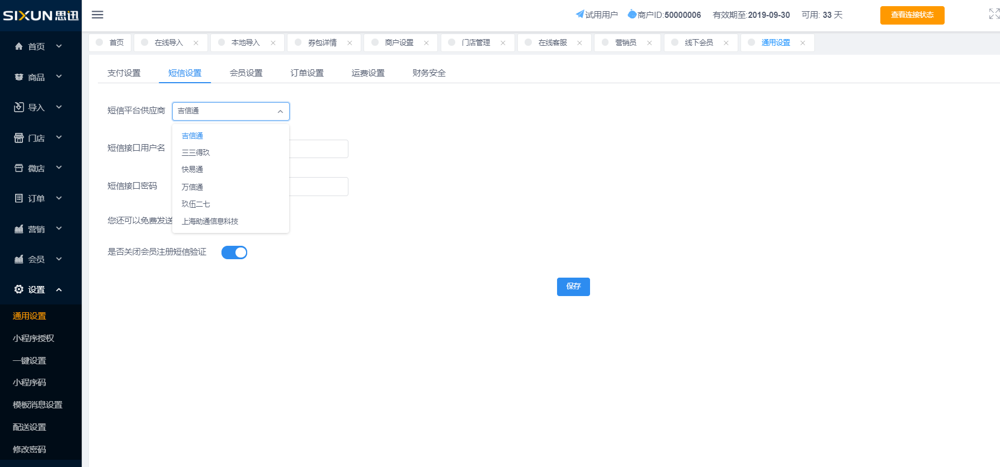 SIXUN思迅
试用用户
商户ID:50000006
有效期至:2019-09-30
可用: 33 天
查看连接状态
首页
在线导入
本地导入
券包详情
商户设置
门店管理
在线客服
营销员
线下会员
通用设置
首页
商品
导入
门店
微店
订单
营销
会员
设置
通用设置
小程序授权
一键设置
小程序码
模板消息设置
配送设置
修改密码
支付设置
短信设置
会员设置
订单设置
运费设置
财务安全
短信平台供应商
吉信通
吉信通
三三得玖
快易通
万信通
玖伍二七
上海助通信息科技
短信接口用户名
短信接口密码
您还可以免费发送
是否关闭会员注册短信验证
保存